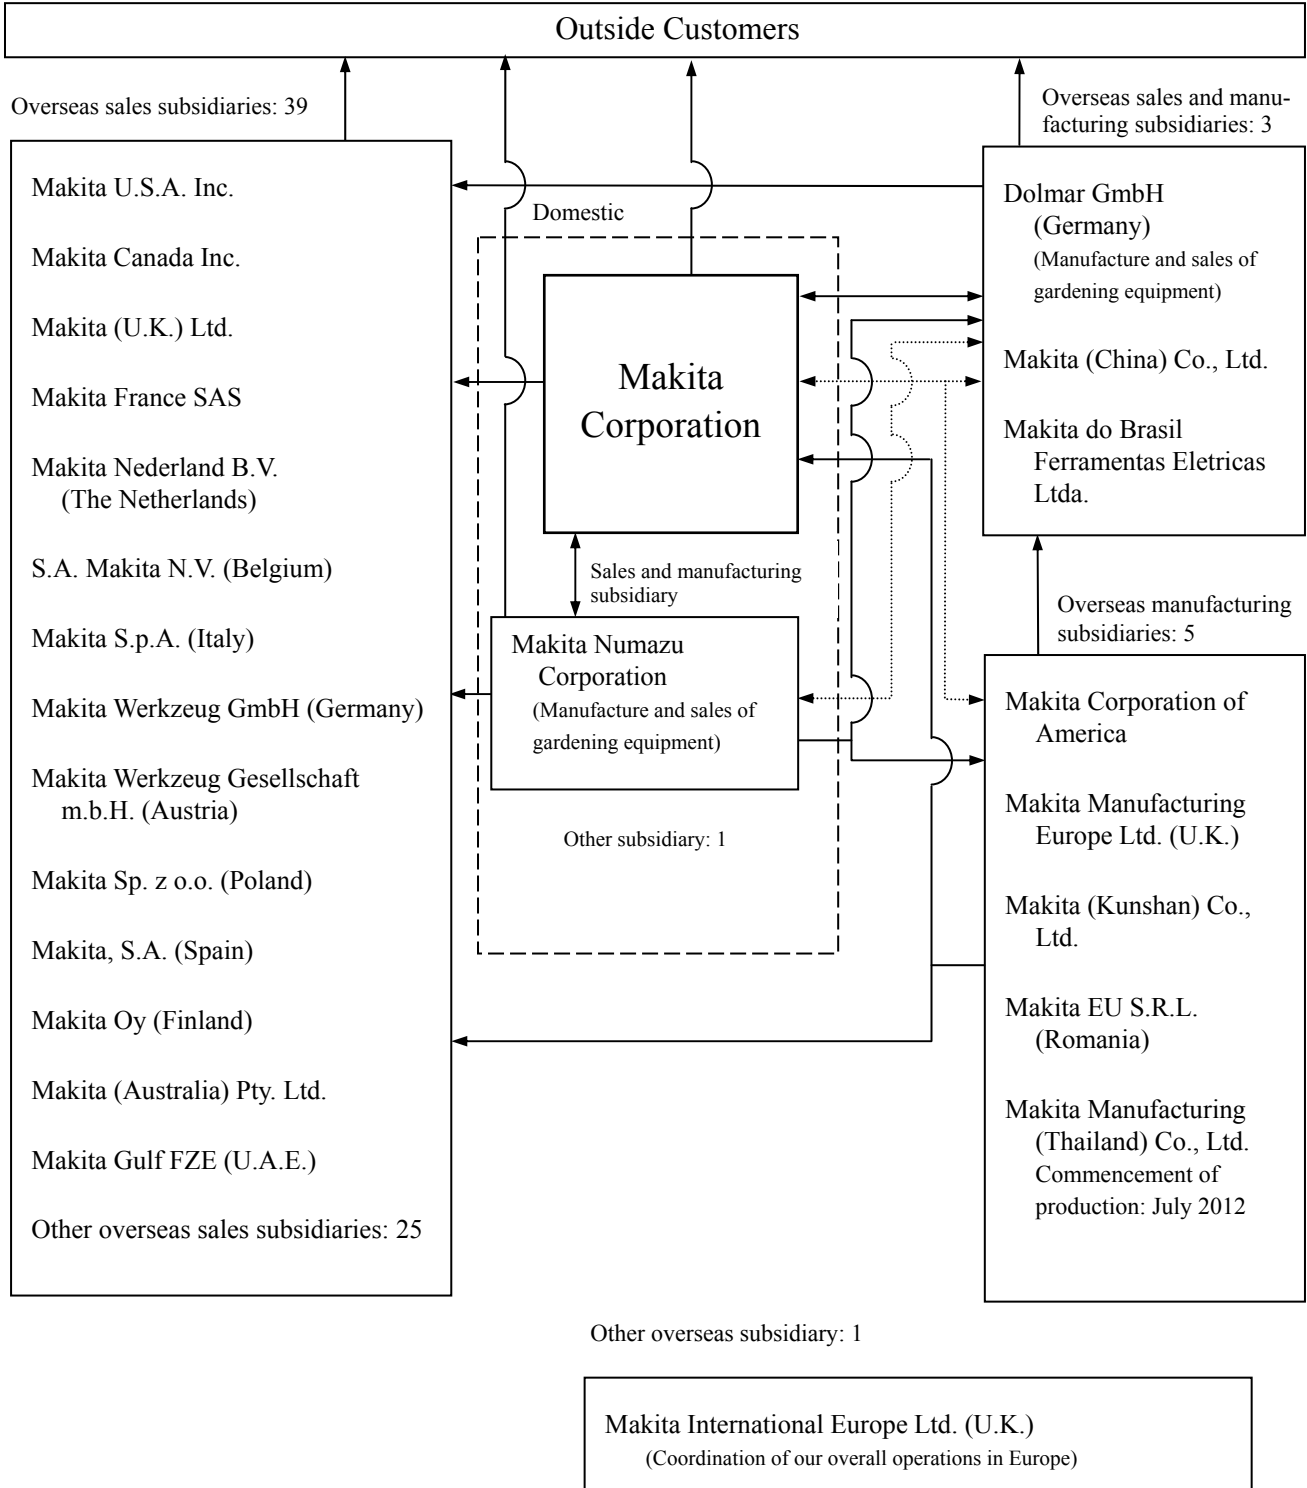 Outside Customers
Overseas sales subsidiaries: 39
Makita U.S.A. Inc.
Makita Canada Inc.
Makita (U.K.) Ltd.
Makita France SAS
Makita Nederland B.V.
(The Netherlands)
S.A. Makita N.V. (Belgium)
Makita S.p.A. (Italy)
Makita Werkzeug GmbH (Germany)
Makita Werkzeug Gesellschaft
m.b.H. (Austria)
Makita Sp. z o.o. (Poland)
Makita, S.A. (Spain)
Makita Oy (Finland)
Makita (Australia) Pty. Ltd.
Makita Gulf FZE (U.A.E.)
Other overseas sales subsidiaries: 25
Domestic
Makita
Corporation
Sales and manufacturing
subsidiary
Makita Numazu
Corporation
(Manufacture and sales of
gardening equipment)
Other subsidiary: 1
Overseas sales and manu-
facturing subsidiaries: 3
Dolmar GmbH
(Germany)
(Manufacture and sales of
gardening equipment)
Makita (China) Co., Ltd.
Makita do Brasil
Ferramentas Eletricas
Ltda.
Overseas manufacturing
subsidiaries: 5
Makita Corporation of
America
Makita Manufacturing
Europe Ltd. (U.K.)
Makita (Kunshan) Co.,
Ltd.
Makita EU S.R.L.
(Romania)
Makita Manufacturing
(Thailand) Co., Ltd.
Commencement of
production: July 2012
Other overseas subsidiary: 1
Makita International Europe Ltd. (U.K.)
(Coordination of our overall operations in Europe)